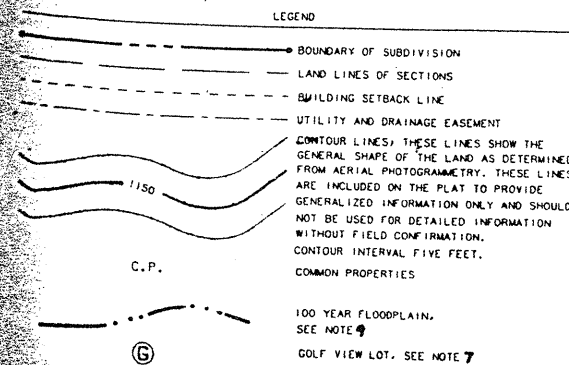 LEGEND
BOUNDARY OF SUBDIVISION
LAND LINES OF SECTIONS
BUILDING SETBACK LINE
UTILITY AND DRAINAGE EASEMENT
CONTOUR LINES; THESE LINES SHOW THE
GENERAL SHAPE OF THE LAND AS DETERMINED
FROM AERIAL PHOTOGRAMMETRY. THESE LINES
1150
ARE INCLUDED ON THE PLAT TO PROVIDE
GENERALIZED INFORMATION ONLY AND SHOULD
NOT BE USED FOR DETAILED INFORMATION
WITHOUT FIELD CONFIRMATION.
CONTOUR INTERVAL FIVE FEET.
C.P. COMMON PROPERTIES
100 YEAR FLOODPLAIN.
SEE NOTE 9
G GOLF VIEW LOT, SEE NOTE 7